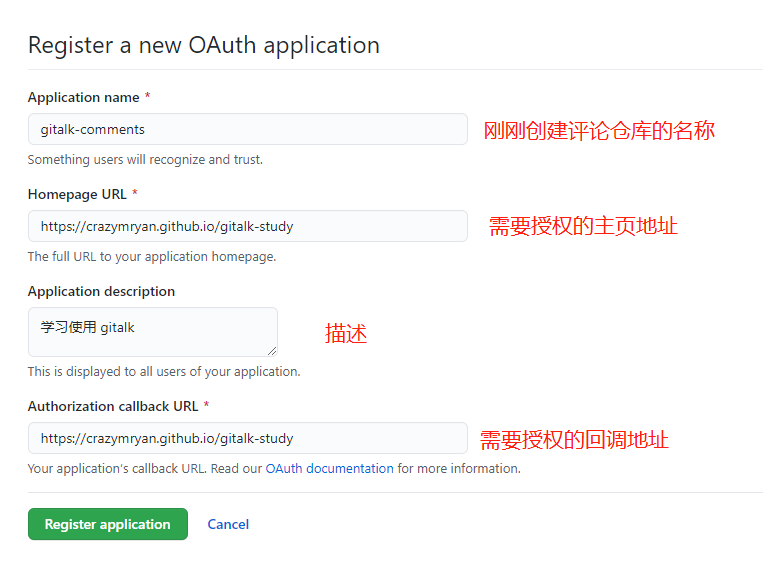 Register a new OAuth application
Application name *
gitalk-comments
刚刚创建评论仓库的名称
Something users will recognize and trust.
Homepage URL *
https://crazymryan.github.io/gitalk-study
需要授权的主页地址
The full URL to your application homepage.
Application description
学习使用 gitalk
描述
This is displayed to all users of your application.
Authorization callback URL *
https://crazymryan.github.io/gitalk-study
需要授权的回调地址
Your application's callback URL. Read our OAuth documentation for more information.
Register application Cancel